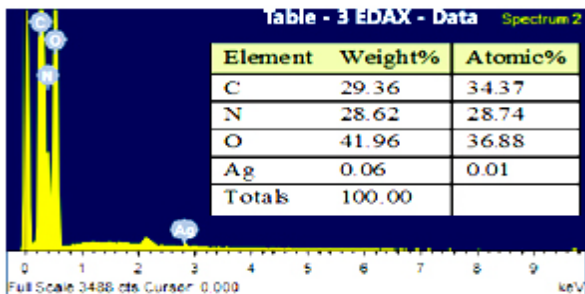 Table - 3 EDAX - Data Spectrum 2
C
O
N
Element Weight% Atomic%
C 29.36 34.37
N 28.62 28.74
O 41.96 36.88
Ag 0.06 0.01
Totals 100.00
Ag
0 1 2 3 4 5 6 7 8 9
Full Scale 3488 cts Cursor: 0.000 keV